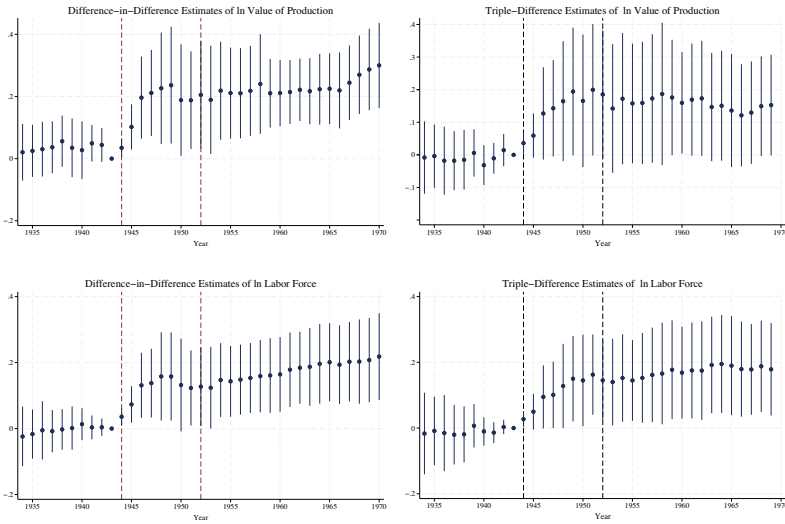 Difference−in−Difference Estimates of ln Value of Production
.4
.2
0
−.2
1935 1940 1945 1950 1955 1960 1965 1970
Year
Triple−Difference Estimates of ln Value of Production
.4
.3
.2
.1
0
−.1
1935 1940 1945 1950 1955 1960 1965 1970
Year
Difference−in−Difference Estimates of ln Labor Force
.4
.2
0
−.2
1935 1940 1945 1950 1955 1960 1965 1970
Year
Triple−Difference Estimates of ln Labor Force
.4
.2
0
−.2
1935 1940 1945 1950 1955 1960 1965 1970
Year